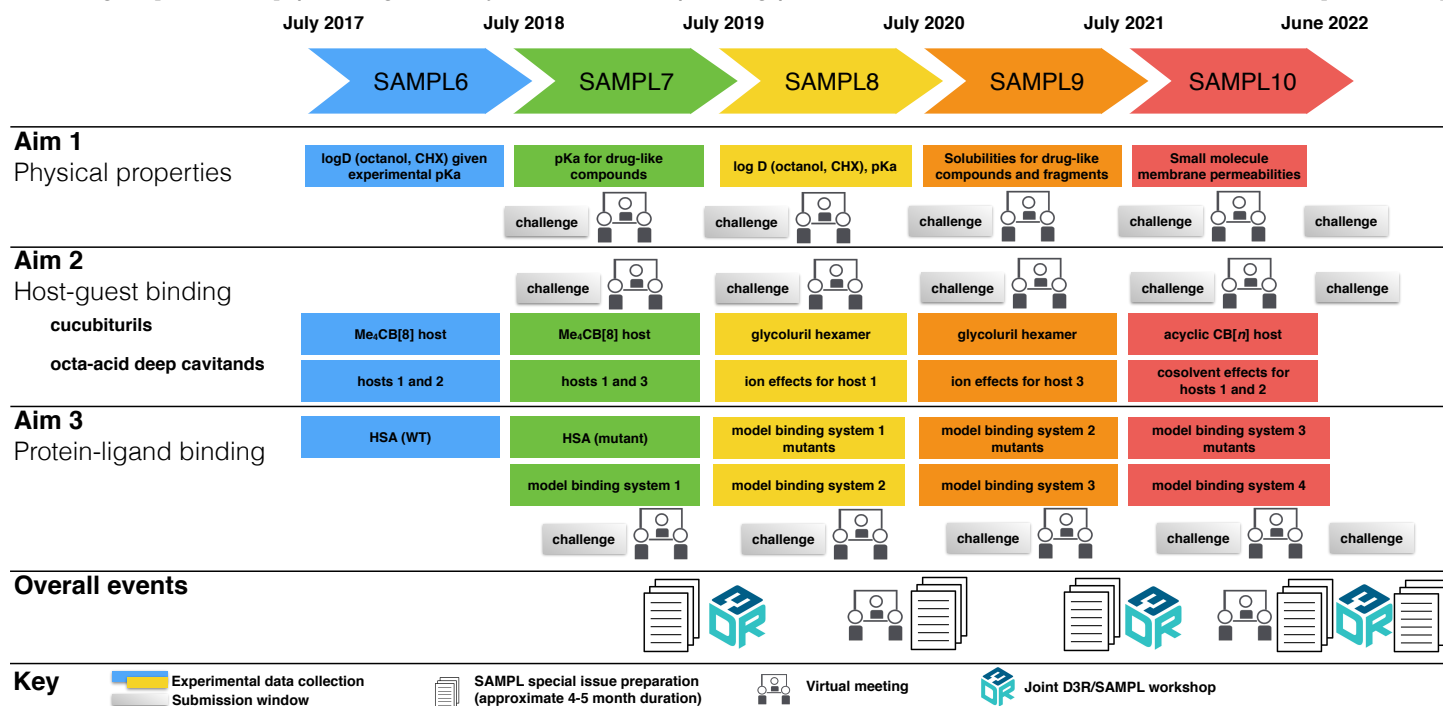 July 2017 July 2018 July 2019 July 2020 July 2021 June 2022
SAMPL6 SAMPL7 SAMPL8 SAMPL9 SAMPL10
Aim 1
Physical properties
logD (octanol, CHX) given
experimental pKa
pKa for drug-like
compounds
log D (octanol, CHX), pKa
Solubilities for drug-like
compounds and fragments
Small molecule
membrane permeabilities
challenge challenge challenge challenge challenge
Aim 2
Host-guest binding
challenge challenge challenge challenge challenge
cucubiturils
Me₄CB[8] host Me₄CB[8] host glycoluril hexamer glycoluril hexamer acyclic CB[n] host
octa-acid deep cavitands
hosts 1 and 2 hosts 1 and 3 ion effects for host 1 ion effects for host 3
cosolvent effects for
hosts 1 and 2
Aim 3
Protein-ligand binding
HSA (WT) HSA (mutant)
model binding system 1
mutants
model binding system 2
mutants
model binding system 3
mutants
model binding system 1 model binding system 2 model binding system 3 model binding system 4
challenge challenge challenge challenge challenge
Overall events
D3R D3R D3R
Key
Experimental data collection
Submission window
SAMPL special issue preparation
(approximate 4-5 month duration)
Virtual meeting
D3R
Joint D3R/SAMPL workshop